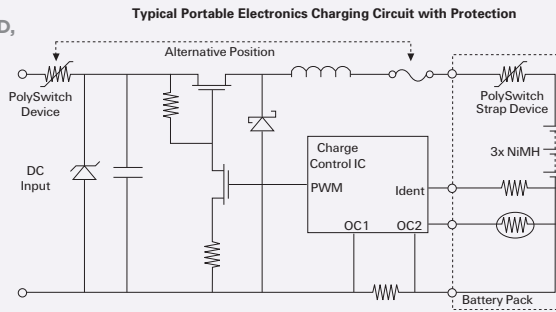 Typical Portable Electronics Charging Circuit with Protection
D,
Alternative Position
PolySwitch
Device
PolySwitch
Strap Device
Charge
Control IC
3x NiMH
DC
Input
PWM
Ident
OC1 OC2
Battery Pack